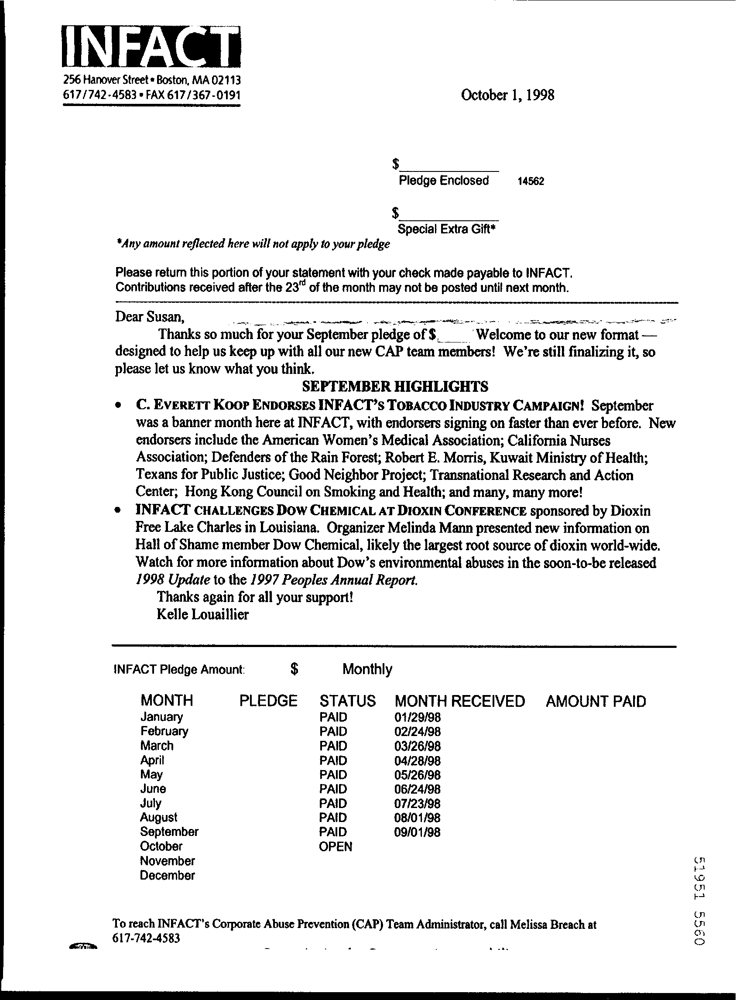 INFACT
256 Hanover Street • Boston, MA 02113
617/742-4583 • FAX 617/367-0191
October 1, 1998
$
Pledge Enclosed 14562
$
Special Extra Gift*
*Any amount reflected here will not apply to your pledge
Please return this portion of your statement with your check made payable to INFACT.
Contributions received after the 23rd of the month may not be posted until next month.
Dear Susan,
Thanks so much for your September pledge of $____ Welcome to our new format —
designed to help us keep up with all our new CAP team members! We're still finalizing it, so
please let us know what you think.
SEPTEMBER HIGHLIGHTS
• C. EVERETT KOOP ENDORSES INFACT'S TOBACCO INDUSTRY CAMPAIGN! September
was a banner month here at INFACT, with endorsers signing on faster than ever before. New
endorsers include the American Women's Medical Association; California Nurses
Association; Defenders of the Rain Forest; Robert E. Morris, Kuwait Ministry of Health;
Texans for Public Justice; Good Neighbor Project; Transnational Research and Action
Center; Hong Kong Council on Smoking and Health; and many, many more!
• INFACT CHALLENGES DOW CHEMICAL AT DIOXIN CONFERENCE sponsored by Dioxin
Free Lake Charles in Louisiana. Organizer Melinda Mann presented new information on
Hall of Shame member Dow Chemical, likely the largest root source of dioxin world-wide.
Watch for more information about Dow's environmental abuses in the soon-to-be released
1998 Update to the 1997 Peoples Annual Report.
Thanks again for all your support!
Kelle Louaillier
INFACT Pledge Amount: $ Monthly
MONTH PLEDGE STATUS MONTH RECEIVED AMOUNT PAID
January PAID 01/29/98
February PAID 02/24/98
March PAID 03/26/98
April PAID 04/28/98
May PAID 05/26/98
June PAID 06/24/98
July PAID 07/23/98
August PAID 08/01/98
September PAID 09/01/98
October OPEN
November
December
To reach INFACT's Corporate Abuse Prevention (CAP) Team Administrator, call Melissa Breach at
617-742-4583
51951 5560